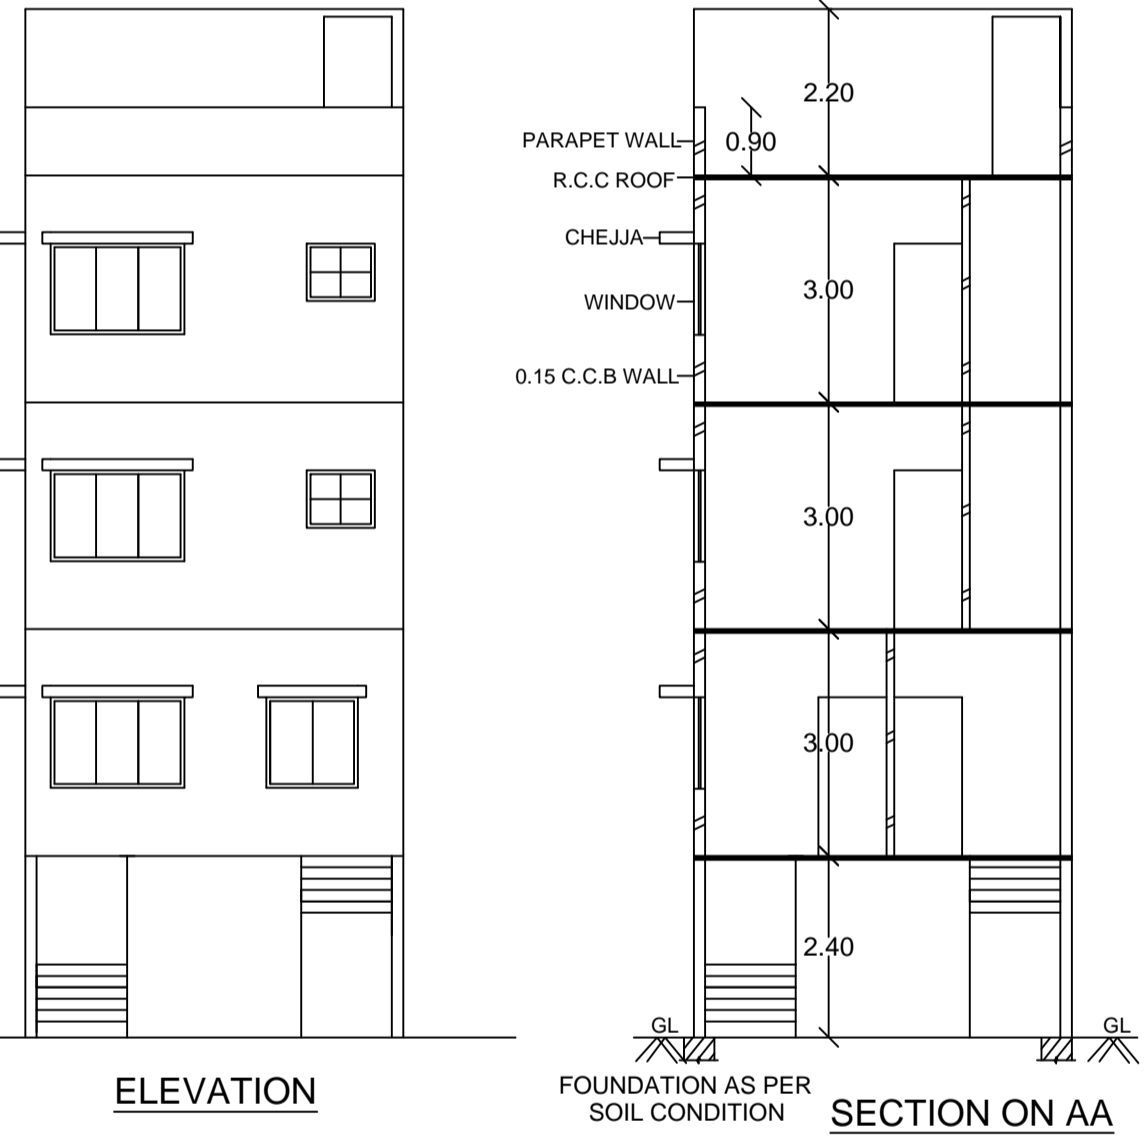 2.20
PARAPET WALL
0.90
R.C.C ROOF
CHEJJA
WINDOW
3.00
0.15 C.C.B WALL
3.00
3.00
2.40
GL
GL
ELEVATION
FOUNDATION AS PER
SOIL CONDITION
SECTION ON AA